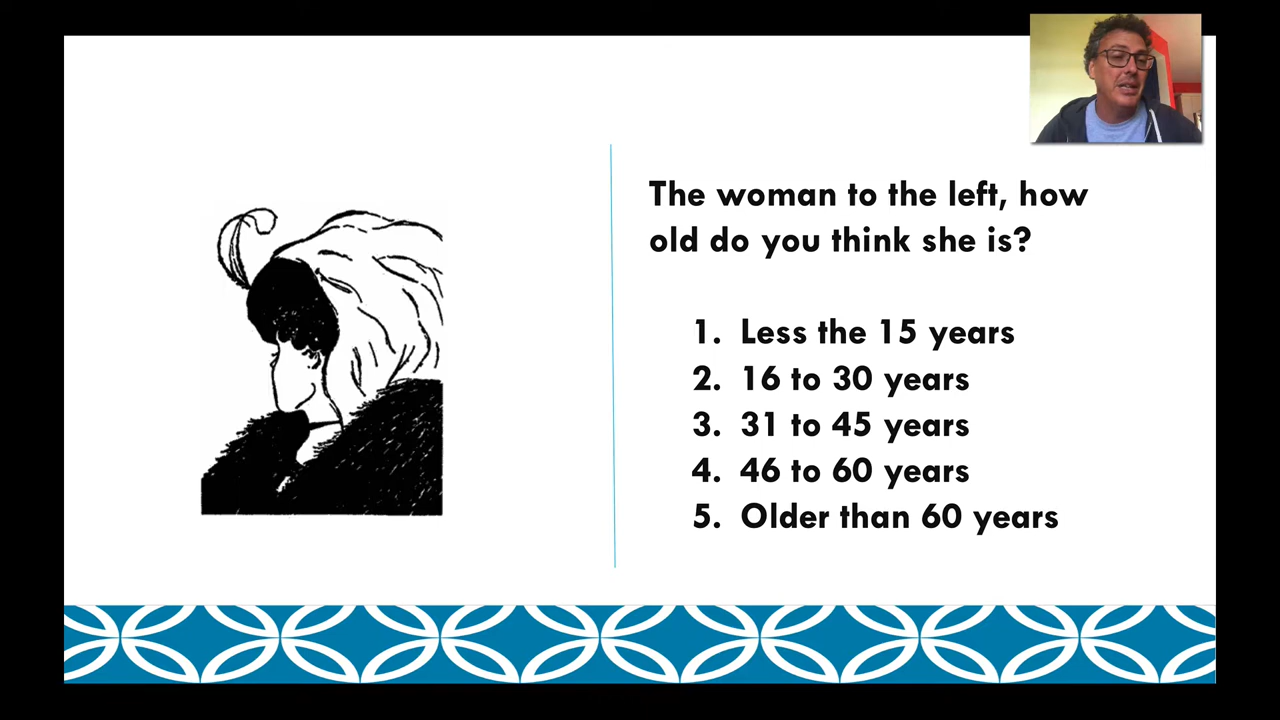 The woman to the left, how
old do you think she is?
1. Less the 15 years
2. 16 to 30 years
3. 31 to 45 years
4. 46 to 60 years
5. Older than 60 years